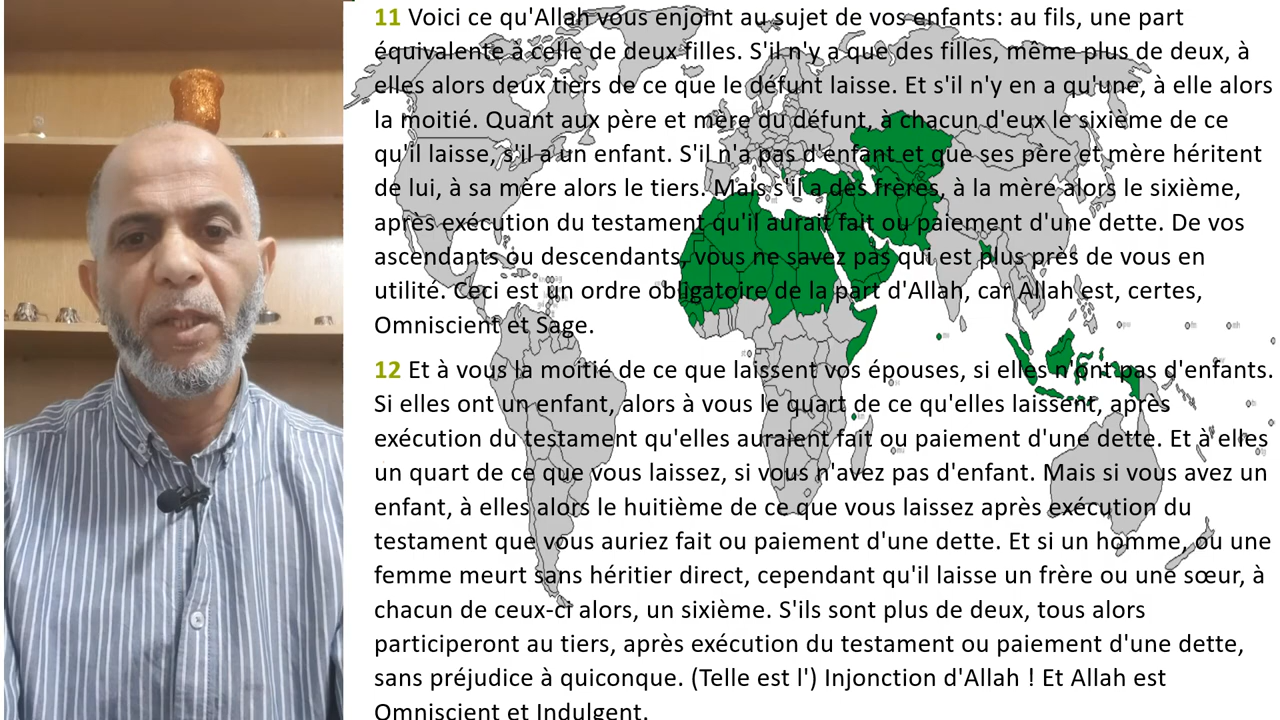 11 Voici ce qu'Allah vous enjoint au sujet de vos enfants: au fils, une part
équivalente à celle de deux filles. S'il n'y a que des filles, même plus de deux, à
elles alors deux tiers de ce que le défunt laisse. Et s'il n'y en a qu'une, à elle alors
la moitié. Quant aux père et mère du défunt, à chacun d'eux le sixième de ce
qu'il laisse, s'il a un enfant. S'il n'a pas d'enfant et que ses père et mère héritent
de lui, à sa mère alors le tiers. Mais s'il a des frères, à la mère alors le sixième,
après exécution du testament qu'il aurait fait ou paiement d'une dette. De vos
ascendants ou descendants, vous ne savez pas qui est plus près de vous en
utilité. Ceci est un ordre obligatoire de la part d'Allah, car Allah est, certes,
Omniscient et Sage.
12 Et à vous la moitié de ce que laissent vos épouses, si elles n'ont pas d'enfants.
Si elles ont un enfant, alors à vous le quart de ce qu'elles laissent, après
exécution du testament qu'elles auraient fait ou paiement d'une dette. Et à elles
un quart de ce que vous laissez, si vous n'avez pas d'enfant. Mais si vous avez un
enfant, à elles alors le huitième de ce que vous laissez après exécution du
testament que vous auriez fait ou paiement d'une dette. Et si un homme, ou une
femme meurt sans héritier direct, cependant qu'il laisse un frère ou une sœur, à
chacun de ceux-ci alors, un sixième. S'ils sont plus de deux, tous alors
participeront au tiers, après exécution du testament ou paiement d'une dette,
sans préjudice à quiconque. (Telle est l') Injonction d'Allah ! Et Allah est
Omniscient et Indulgent.